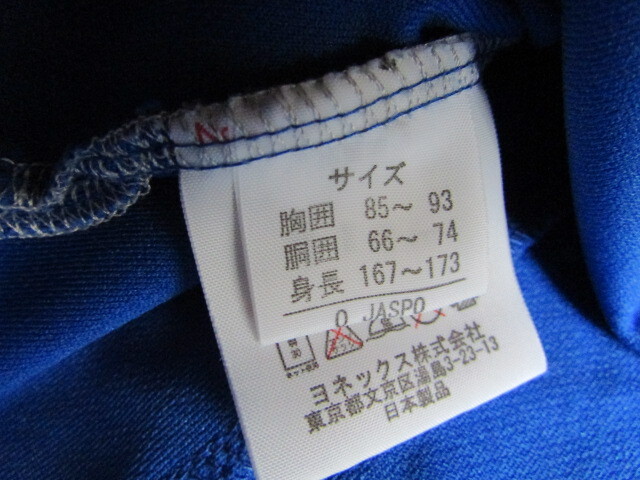 サイズ
胸囲 85〜 93
胴囲 66〜 74
身長 167〜173
O JASPO
ヨネックス株式会社
東京都文京区湯島3-23-13
日本製品